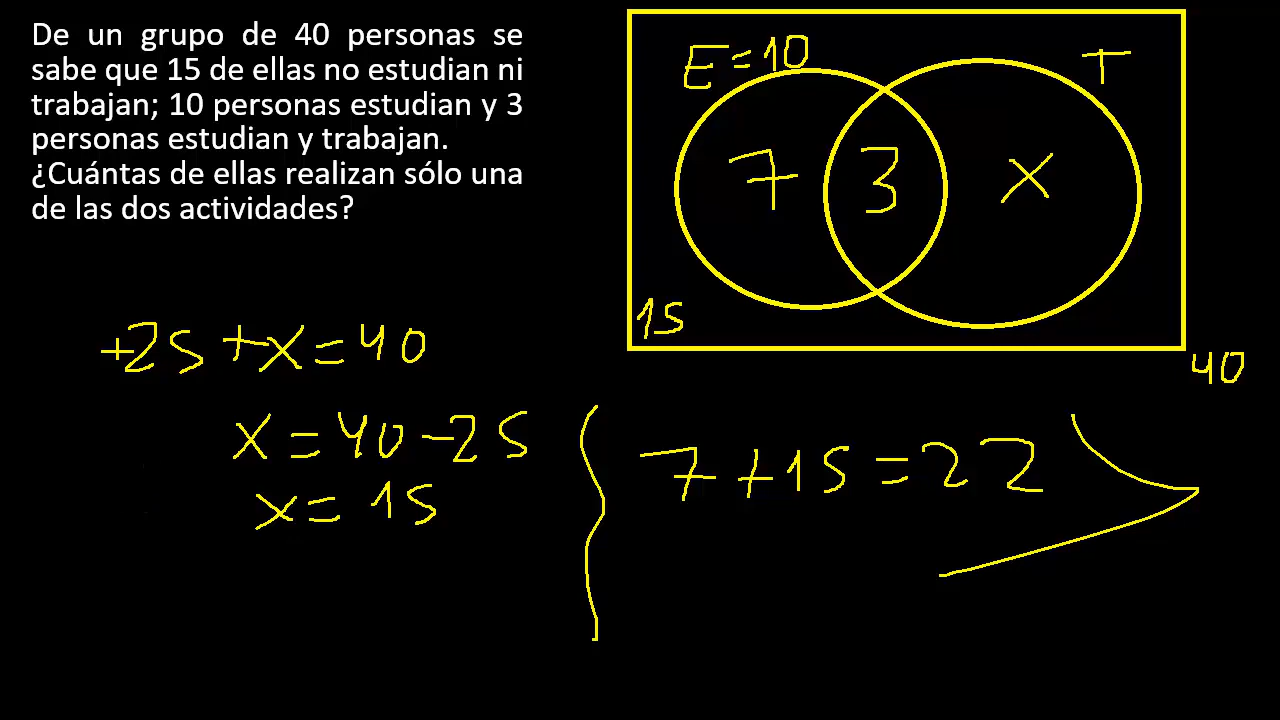 De un grupo de 40 personas se
sabe que 15 de ellas no estudian ni
trabajan; 10 personas estudian y 3
personas estudian y trabajan.
¿Cuántas de ellas realizan sólo una
de las dos actividades?
E=10
T
7
3
x
15
40
+25+x=40
x=40-25
x=15
7+15=22